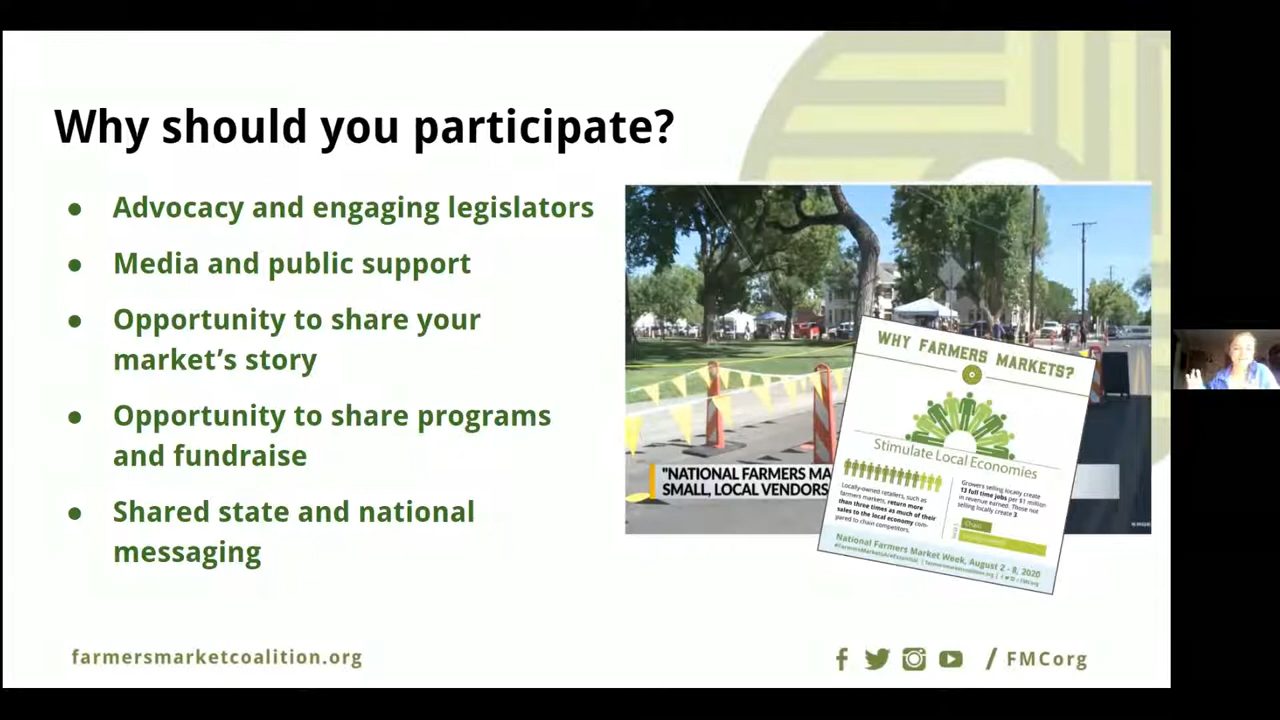 Why should you participate?
● Advocacy and engaging legislators
● Media and public support
● Opportunity to share your
market’s story
● Opportunity to share programs
and fundraise
● Shared state and national
messaging
"NATIONAL FARMERS MA
SMALL, LOCAL VENDORS
WHY FARMERS MARKETS?
Stimulate Local Economies
Locally-owned retailers, such as
farmers markets, return more
than three times as much of their
sales to the local economy com-
pared to chain competitors.
Growers selling locally create
13 full time jobs per $1 million
in revenue earned. Those not
selling locally create 3.
Chain
National Farmers Market Week, August 2 - 8, 2020
#FarmersMarketsAreEssential | farmersmarketcoalition.org | / FMCorg
farmersmarketcoalition.org
/ FMCorg